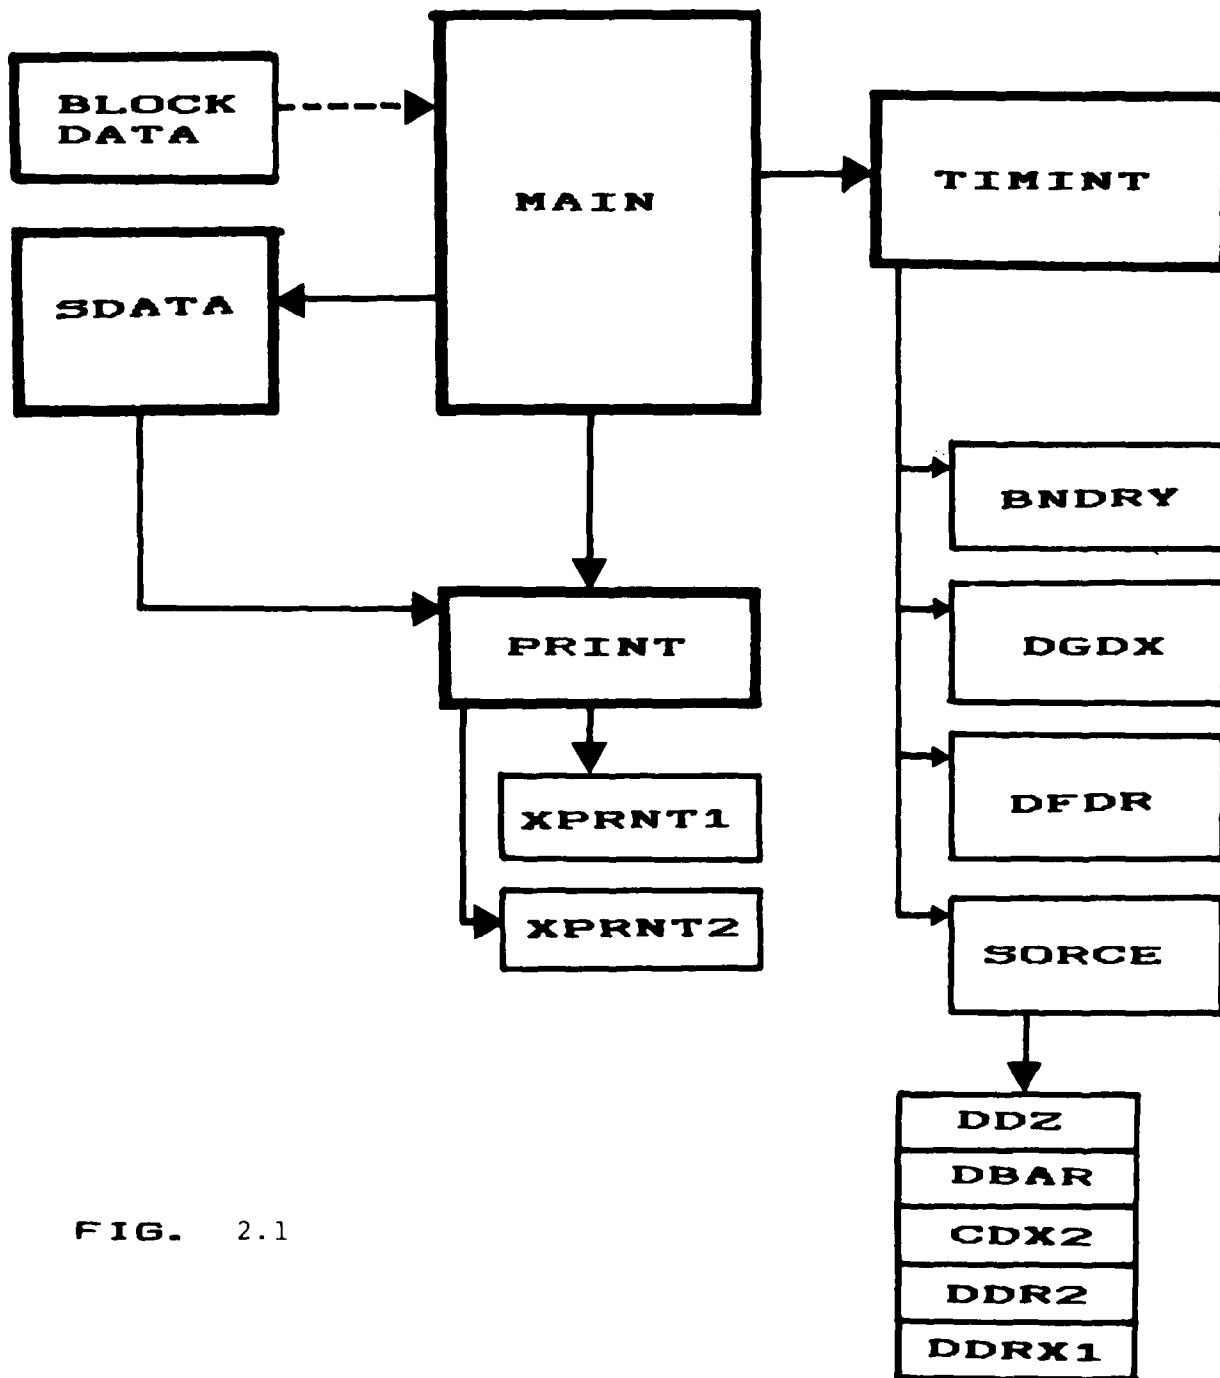 BLOCK
DATA
MAIN
TIMINT
SDATA
BNDRY
PRINT
DGDX
XPRNT1
DFDR
XPRNT2
SORCE
DDZ
DBAR
CDX2
DDR2
DDRX1
FIG. 2.1